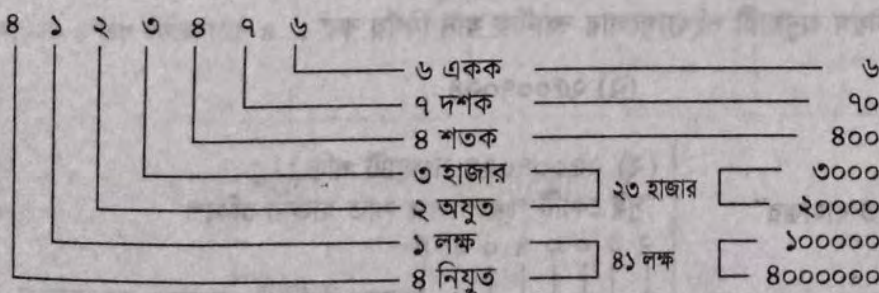 ৪ ১ ২ ৩ ৪ ৭ ৬
৬ একক ৬
৭ দশক ৭০
৪ শতক ৪০০
৩ হাজার ৩০০০
২৩ হাজার
২ অযুত ২০০০০
১ লক্ষ ১০০০০০
৪১ লক্ষ
৪ নিযুত ৪০০০০০০